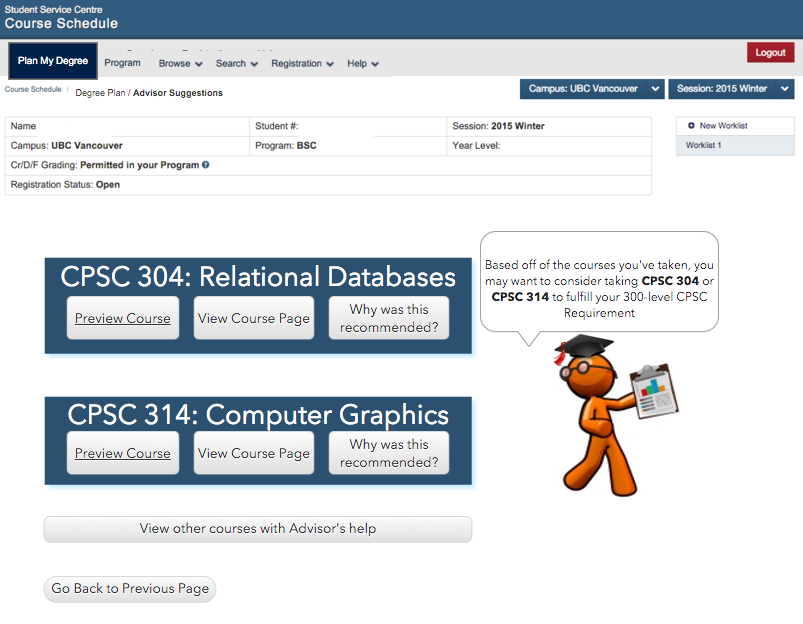 Student Service Centre
Course Schedule
Logout
Plan My Degree
Program
Browse
Search
Registration
Help
Course Schedule / Degree Plan / Advisor Suggestions
Campus: UBC Vancouver
Session: 2015 Winter
Name
Student #:
Session: 2015 Winter
New Worklist
Campus: UBC Vancouver
Program: BSC
Year Level:
Worklist 1
Cr/D/F Grading: Permitted in your Program
Registration Status: Open
CPSC 304: Relational Databases
Preview Course
View Course Page
Why was this
recommended?
Based off of the courses you've taken, you
may want to consider taking CPSC 304 or
CPSC 314 to fulfill your 300-level CPSC
Requirement
CPSC 314: Computer Graphics
Preview Course
View Course Page
Why was this
recommended?
View other courses with Advisor's help
Go Back to Previous Page